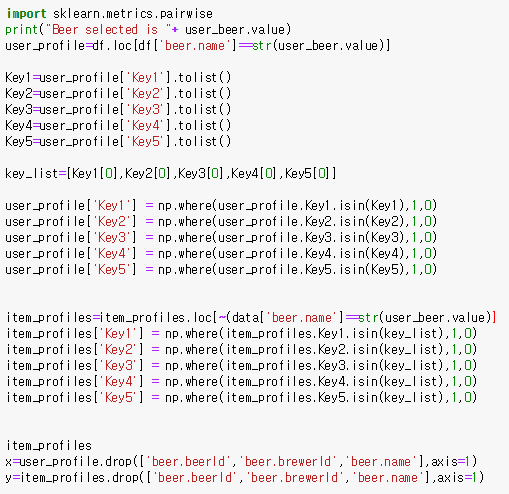 import sklearn.metrics.pairwise
print("Beer selected is "+ user_beer.value)
user_profile=df.loc[df['beer.name']==str(user_beer.value)]
Key1=user_profile['Key1'].tolist()
Key2=user_profile['Key2'].tolist()
Key3=user_profile['Key3'].tolist()
Key4=user_profile['Key4'].tolist()
Key5=user_profile['Key5'].tolist()
key_list=[Key1[0],Key2[0],Key3[0],Key4[0],Key5[0]]
user_profile['Key1'] = np.where(user_profile.Key1.isin(Key1),1,0)
user_profile['Key2'] = np.where(user_profile.Key2.isin(Key2),1,0)
user_profile['Key3'] = np.where(user_profile.Key3.isin(Key3),1,0)
user_profile['Key4'] = np.where(user_profile.Key4.isin(Key4),1,0)
user_profile['Key5'] = np.where(user_profile.Key5.isin(Key5),1,0)
item_profiles=item_profiles.loc[~(data['beer.name']==str(user_beer.value)]
item_profiles['Key1'] = np.where(item_profiles.Key1.isin(key_list),1,0)
item_profiles['Key2'] = np.where(item_profiles.Key2.isin(key_list),1,0)
item_profiles['Key3'] = np.where(item_profiles.Key3.isin(key_list),1,0)
item_profiles['Key4'] = np.where(item_profiles.Key4.isin(key_list),1,0)
item_profiles['Key5'] = np.where(item_profiles.Key5.isin(key_list),1,0)
item_profiles
x=user_profile.drop(['beer.beerId','beer.brewerId','beer.name'],axis=1)
y=item_profiles.drop(['beer.beerId','beer.brewerId','beer.name'],axis=1)